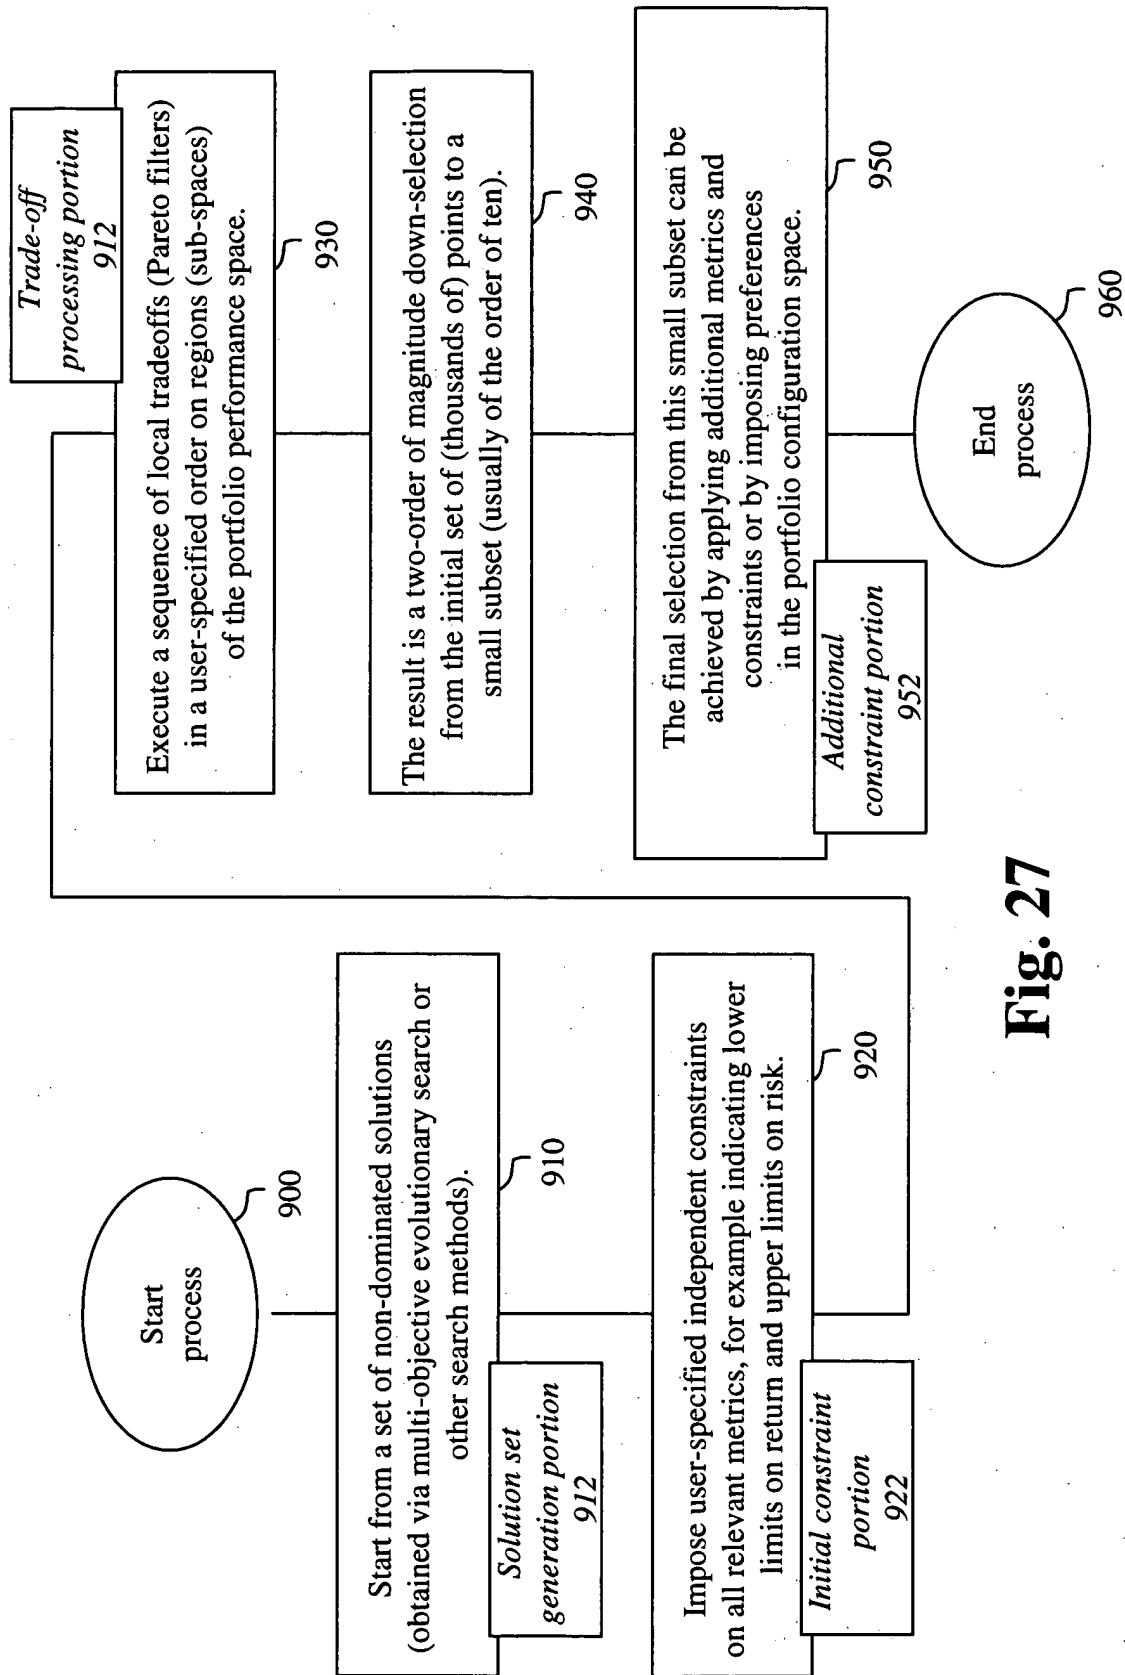 Start
process
900
Start from a set of non-dominated solutions
(obtained via multi-objective evolutionary search or
other search methods).
Solution set
generation portion
912
910
Impose user-specified independent constraints
on all relevant metrics, for example indicating lower
limits on return and upper limits on risk.
Initial constraint
portion
922
920
Trade-off
processing portion
912
Execute a sequence of local tradeoffs (Pareto filters)
in a user-specified order on regions (sub-spaces)
of the portfolio performance space.
930
The result is a two-order of magnitude down-selection
from the initial set of (thousands of) points to a
small subset (usually of the order of ten).
940
The final selection from this small subset can be
achieved by applying additional metrics and
constraints or by imposing preferences
in the portfolio configuration space.
950
Additional
constraint portion
952
End
process
960
Fig. 27